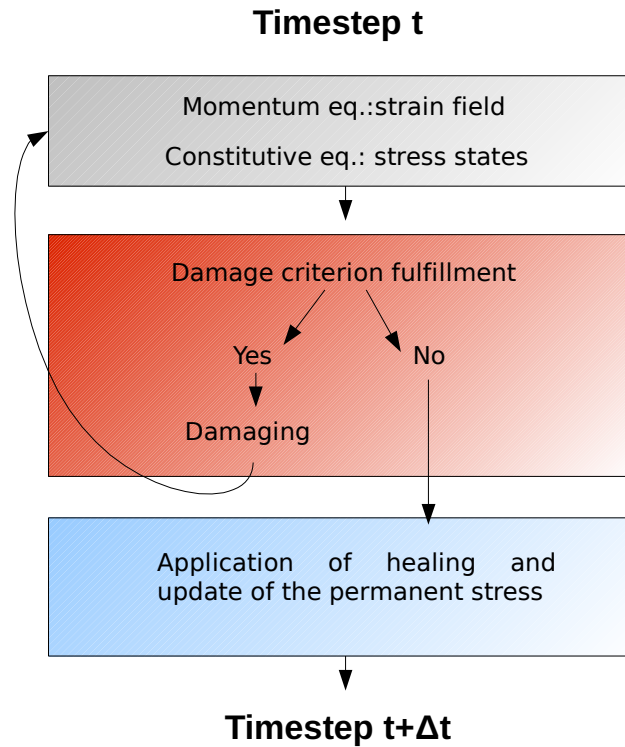 Timestep t
Momentum eq.:strain field
Constitutive eq.: stress states
Damage criterion fulfillment
Yes
No
Damaging
Application of healing and
update of the permanent stress
Timestep t+Δt